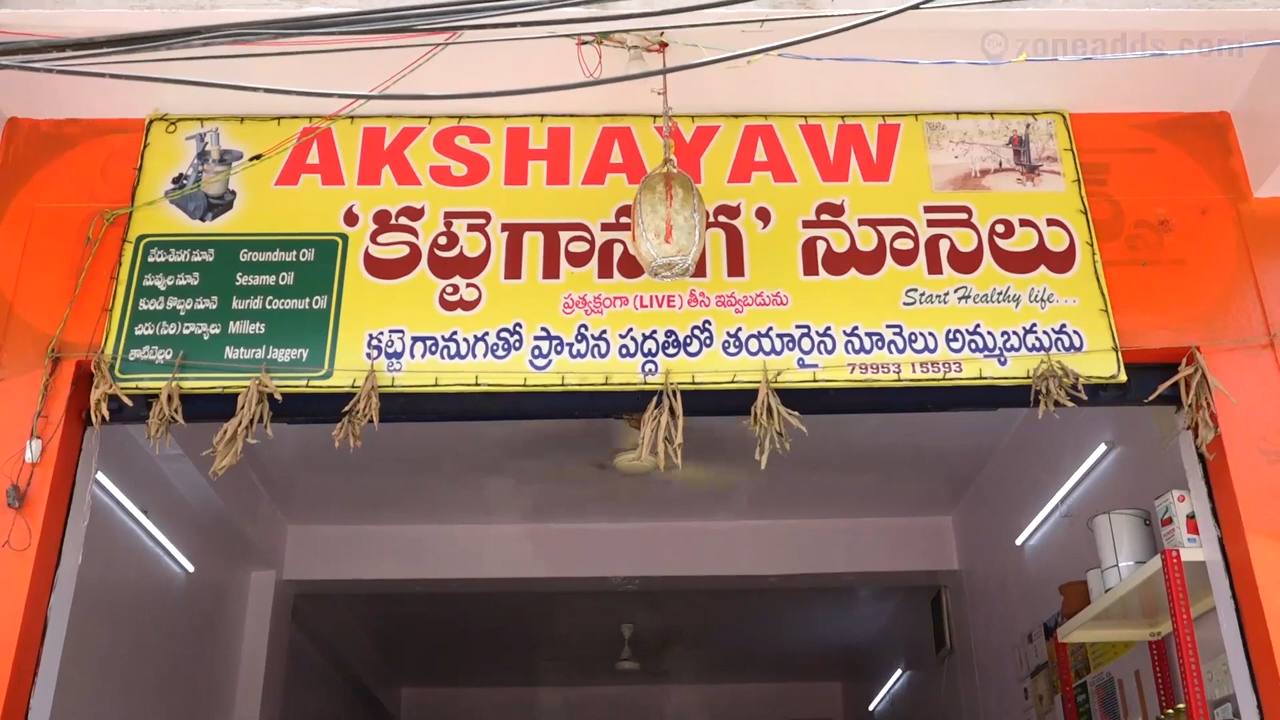 zoneadds.com
AKSHAYAW
'కట్టెగానుగ' నూనెలు
ప్రత్యక్షంగా (LIVE) తీసి ఇవ్వబడును
Start Healthy life...
కట్టెగానుగతో ప్రాచీన పద్ధతిలో తయారైన నూనెలు అమ్మబడును
79953 15593
వేరుశెనగ నూనె Groundnut Oil
నువ్వుల నూనె Sesame Oil
కురిడి కొబ్బరి నూనె kuridi Coconut Oil
చిరు (సిరి) దాన్యాలు Millets
తాటిబెల్లం Natural Jaggery